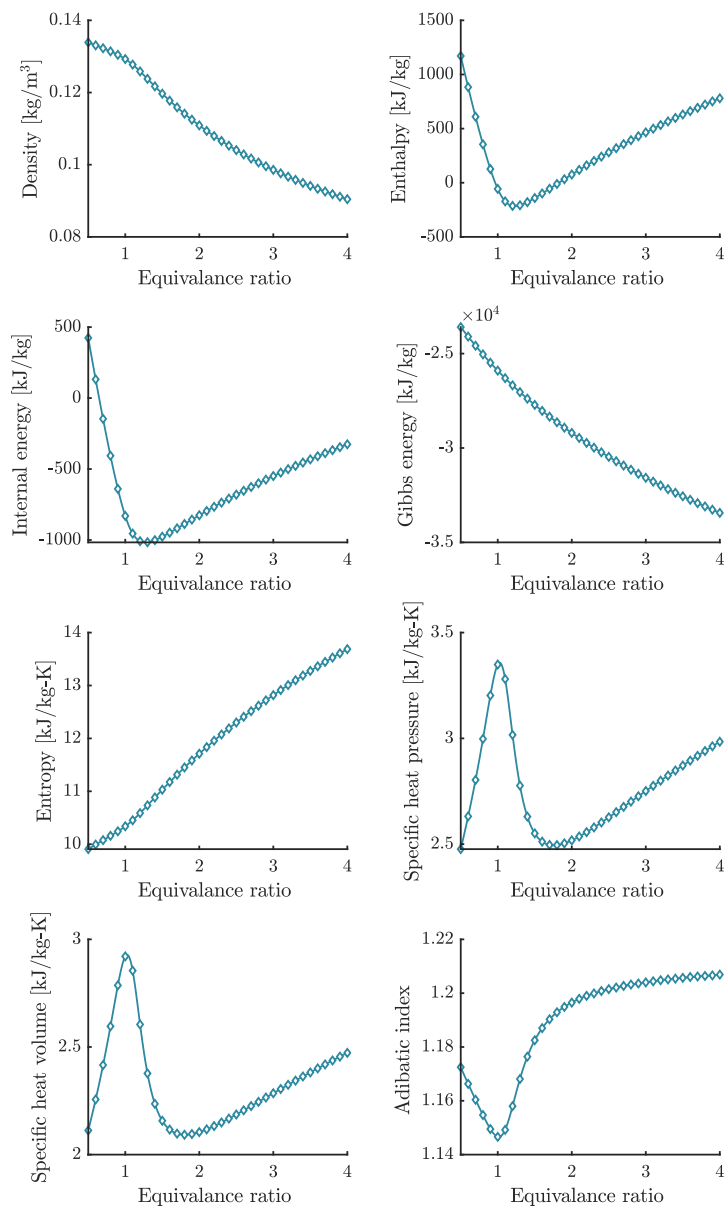 0.14
0.12
0.1
0.08
Density [kg/m³]
1 2 3 4
Equivalance ratio
1500
1000
500
0
-500
Enthalpy [kJ/kg]
1 2 3 4
Equivalance ratio
500
0
-500
-1000
Internal energy [kJ/kg]
1 2 3 4
Equivalance ratio
×10⁴
-2.5
-3
-3.5
Gibbs energy [kJ/kg]
1 2 3 4
Equivalance ratio
14
13
12
11
10
Entropy [kJ/kg-K]
1 2 3 4
Equivalance ratio
3.5
3
2.5
Specific heat pressure [kJ/kg-K]
1 2 3 4
Equivalance ratio
3
2.5
2
Specific heat volume [kJ/kg-K]
1 2 3 4
Equivalance ratio
1.22
1.2
1.18
1.16
1.14
Adibatic index
1 2 3 4
Equivalance ratio